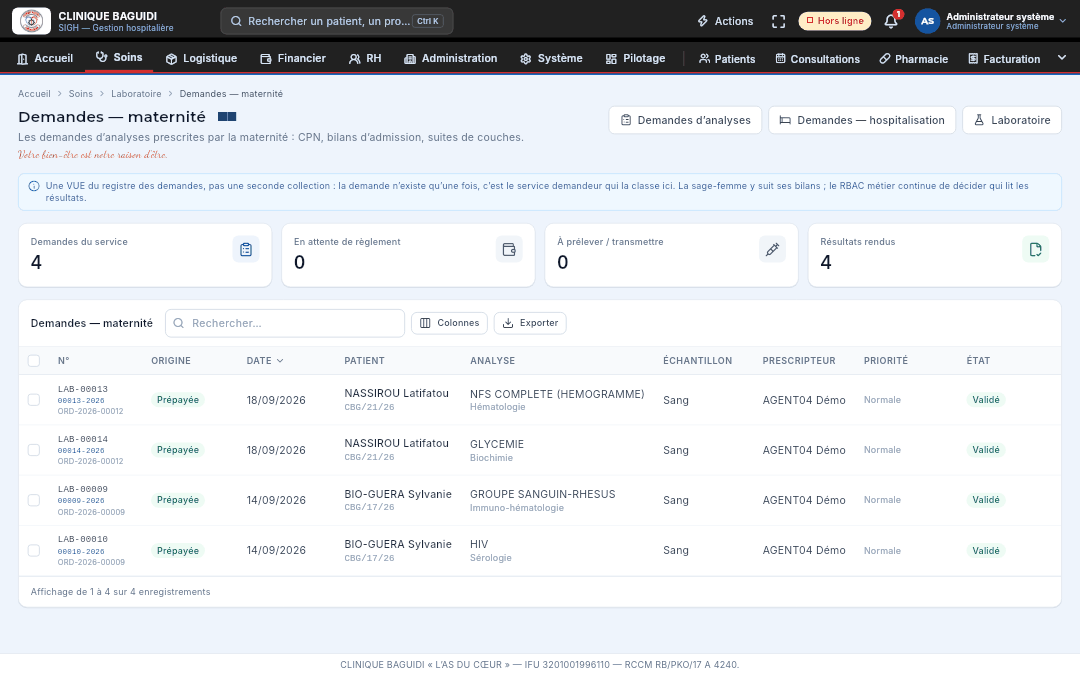 CLINIQUE BAGUIDI
SIGH — Gestion hospitalière
Rechercher un patient, un pro... Ctrl K
Actions
Hors ligne
1
AS
Administrateur système
Administrateur système
Accueil
Soins
Logistique
Financier
RH
Administration
Système
Pilotage
Patients
Consultations
Pharmacie
Facturation
Accueil > Soins > Laboratoire > Demandes — maternité
Demandes — maternité
Les demandes d'analyses prescrites par la maternité : CPN, bilans d'admission, suites de couches.
Votre bien-être est notre raison d'être.
Demandes d'analyses
Demandes — hospitalisation
Laboratoire
Une VUE du registre des demandes, pas une seconde collection : la demande n'existe qu'une fois, c'est le service demandeur qui la classe ici. La sage-femme y suit ses bilans ; le RBAC métier continue de décider qui lit les
résultats.
Demandes du service
4
En attente de règlement
0
À prélever / transmettre
0
Résultats rendus
4
Demandes — maternité
Rechercher...
Colonnes
Exporter
N° ORIGINE DATE PATIENT ANALYSE ÉCHANTILLON PRESCRIPTEUR PRIORITÉ ÉTAT
LAB-00013
00013-2026
ORD-2026-00012
Prépayée
18/09/2026
NASSIROU Latifatou
CBG/21/26
NFS COMPLETE (HEMOGRAMME)
Hématologie
Sang
AGENT04 Démo
Normale
Validé
LAB-00014
00014-2026
ORD-2026-00012
Prépayée
18/09/2026
NASSIROU Latifatou
CBG/21/26
GLYCEMIE
Biochimie
Sang
AGENT04 Démo
Normale
Validé
LAB-00009
00009-2026
ORD-2026-00009
Prépayée
14/09/2026
BIO-GUERA Sylvanie
CBG/17/26
GROUPE SANGUIN-RHESUS
Immuno-hématologie
Sang
AGENT04 Démo
Normale
Validé
LAB-00010
00010-2026
ORD-2026-00009
Prépayée
14/09/2026
BIO-GUERA Sylvanie
CBG/17/26
HIV
Sérologie
Sang
AGENT04 Démo
Normale
Validé
Affichage de 1 à 4 sur 4 enregistrements
CLINIQUE BAGUIDI « L'AS DU CŒUR » — IFU 3201001996110 — RCCM RB/PKO/17 A 4240.